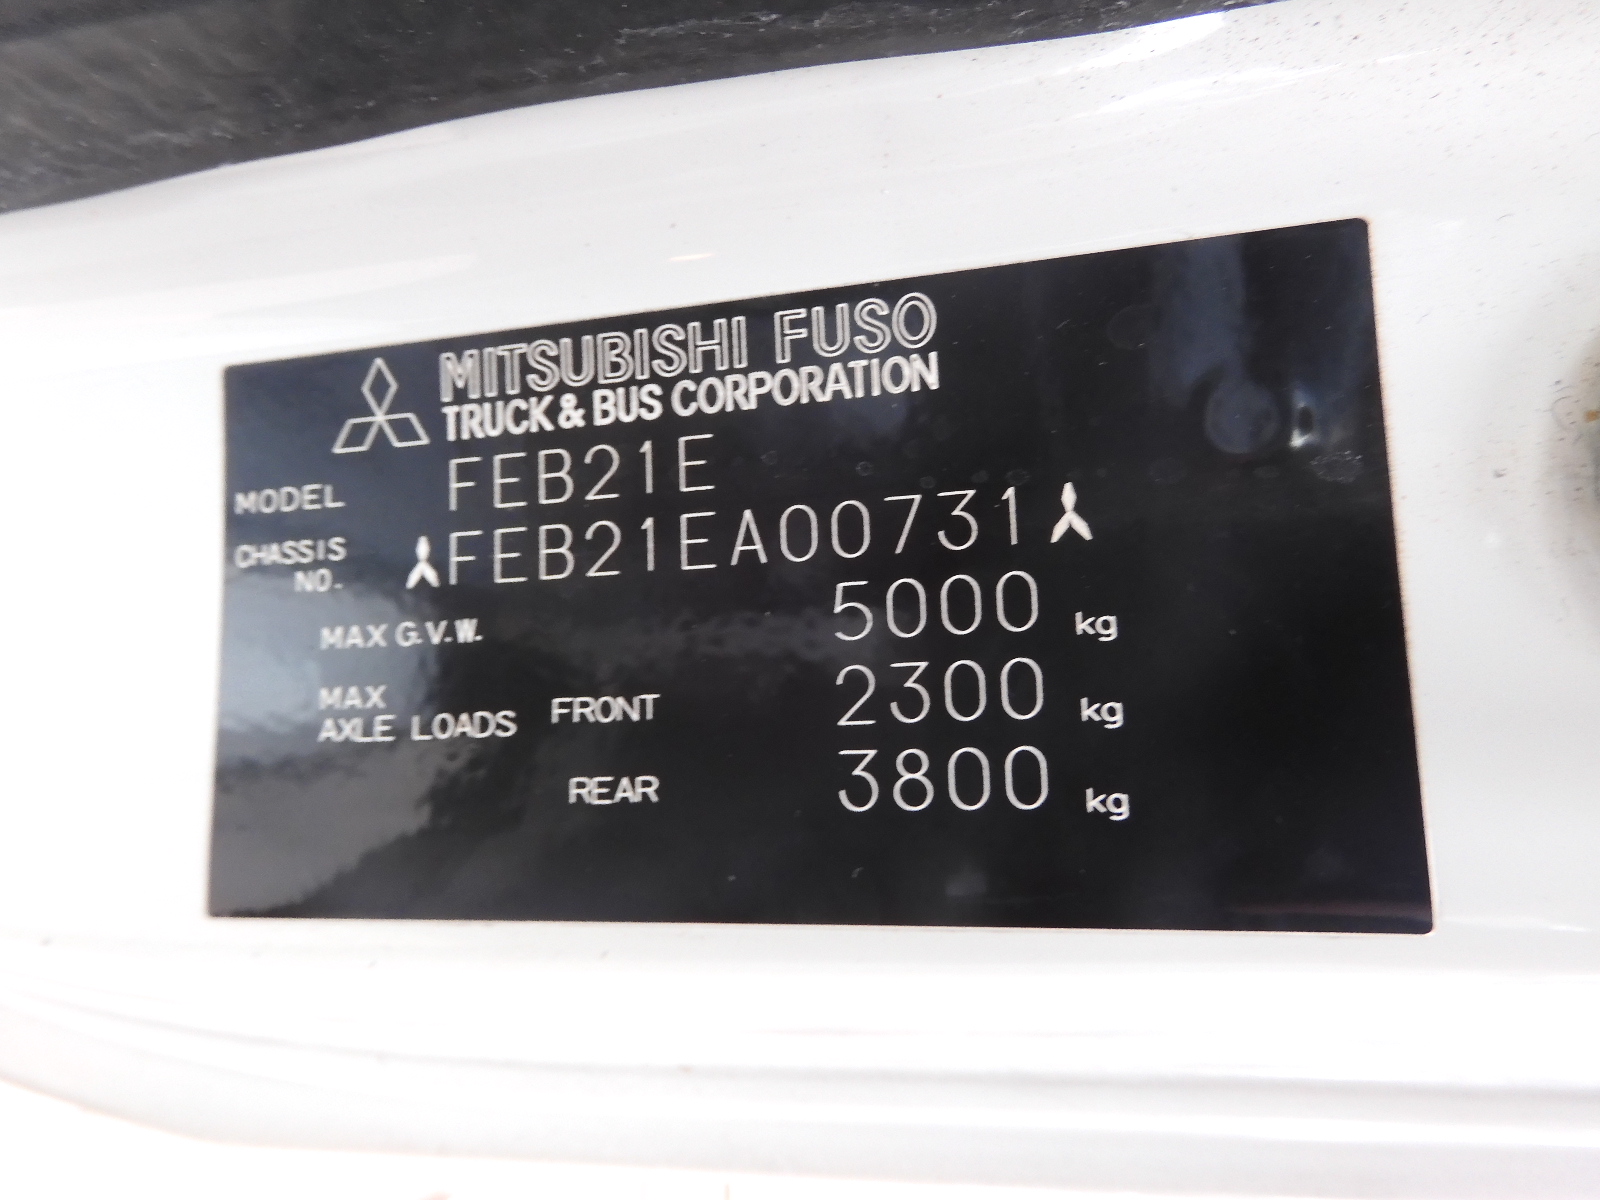 MITSUBISHI FUSO
TRUCK & BUS CORPORATION
MODEL FEB21E
CHASSIS NO. FEB21EA00731
MAX G.V.W. 5000 kg
MAX AXLE LOADS FRONT 2300 kg
REAR 3800 kg